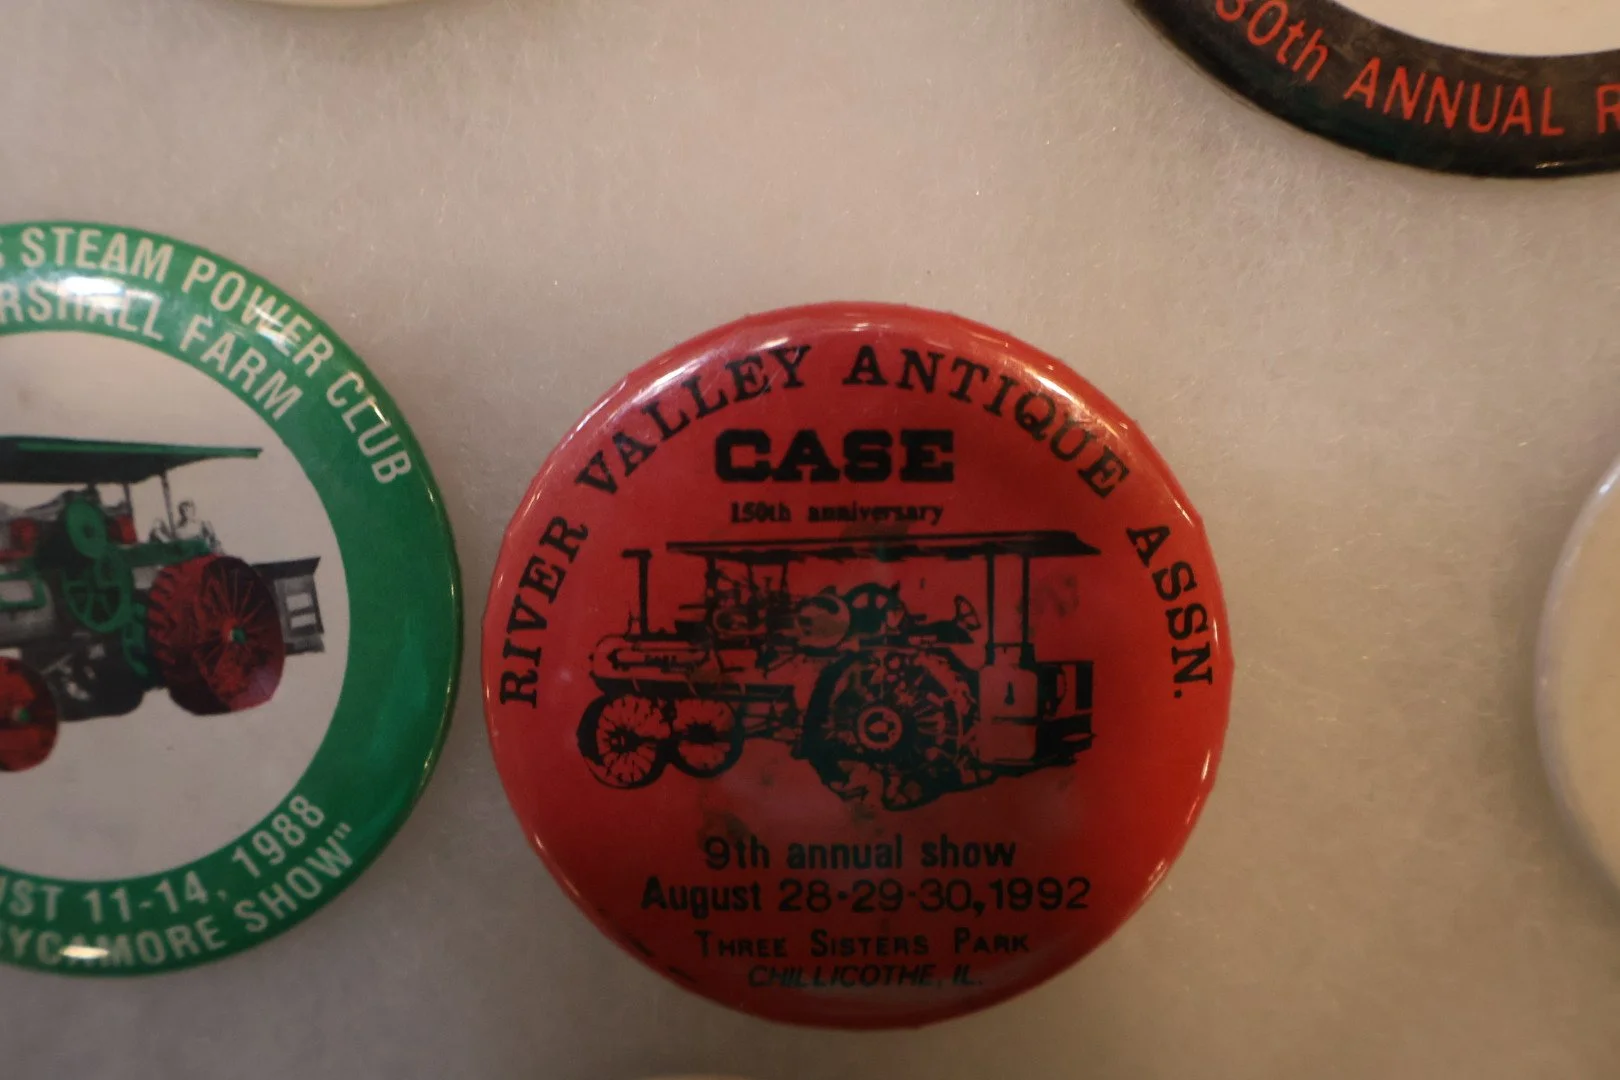 30th ANNUAL R
S STEAM POWER CLUB
RSHALL FARM
ST 11-14, 1988
SYCAMORE SHOW"
RIVER VALLEY ANTIQUE ASSN.
CASE
150th anniversary
9th annual show
August 28-29-30, 1992
THREE SISTERS PARK
CHILLICOTHE, IL.